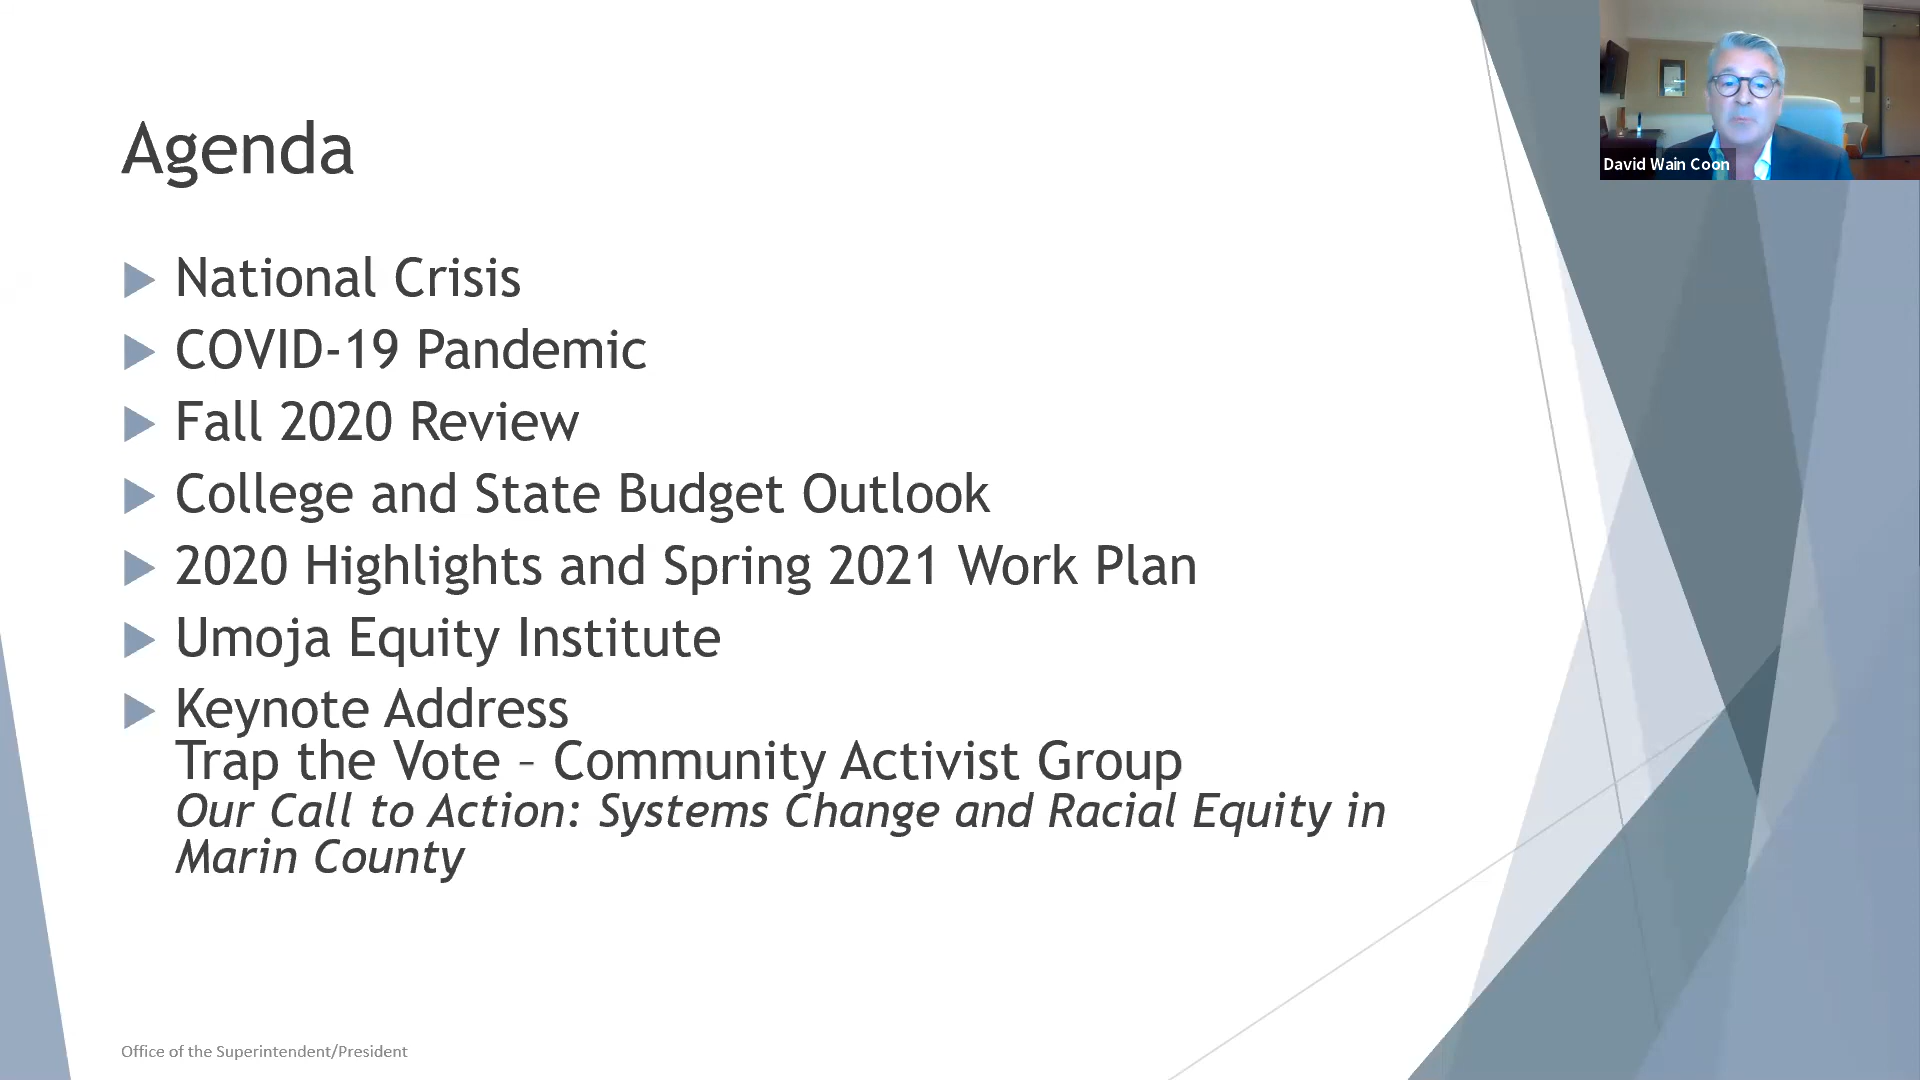 David Wain Coon
Agenda
National Crisis
COVID-19 Pandemic
Fall 2020 Review
College and State Budget Outlook
2020 Highlights and Spring 2021 Work Plan
Umoja Equity Institute
Keynote Address
Trap the Vote – Community Activist Group
Our Call to Action: Systems Change and Racial Equity in
Marin County
Office of the Superintendent/President